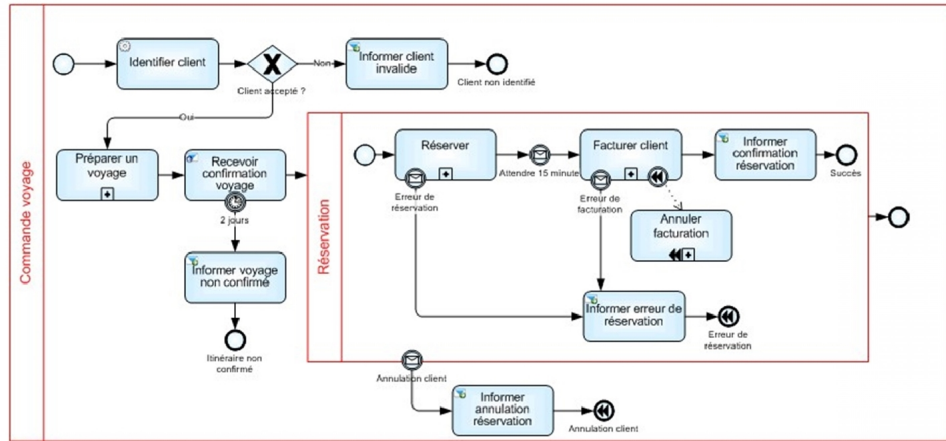 Commande voyage
Identifier client
Client accepté ?
Non
Informer client
invalide
Client non identifié
Oui
Préparer un
voyage
Recevoir
confirmation
voyage
2 jours
Informer voyage
non confirmé
Itinéraire non
confirmé
Réservation
Réserver
Erreur de
réservation
Attendre 15 minute
Facturer client
Erreur de
facturation
Informer
confirmation
réservation
Succès
Annuler
facturation
Informer erreur de
réservation
Erreur de
réservation
Annulation client
Informer
annulation
réservation
Annulation client